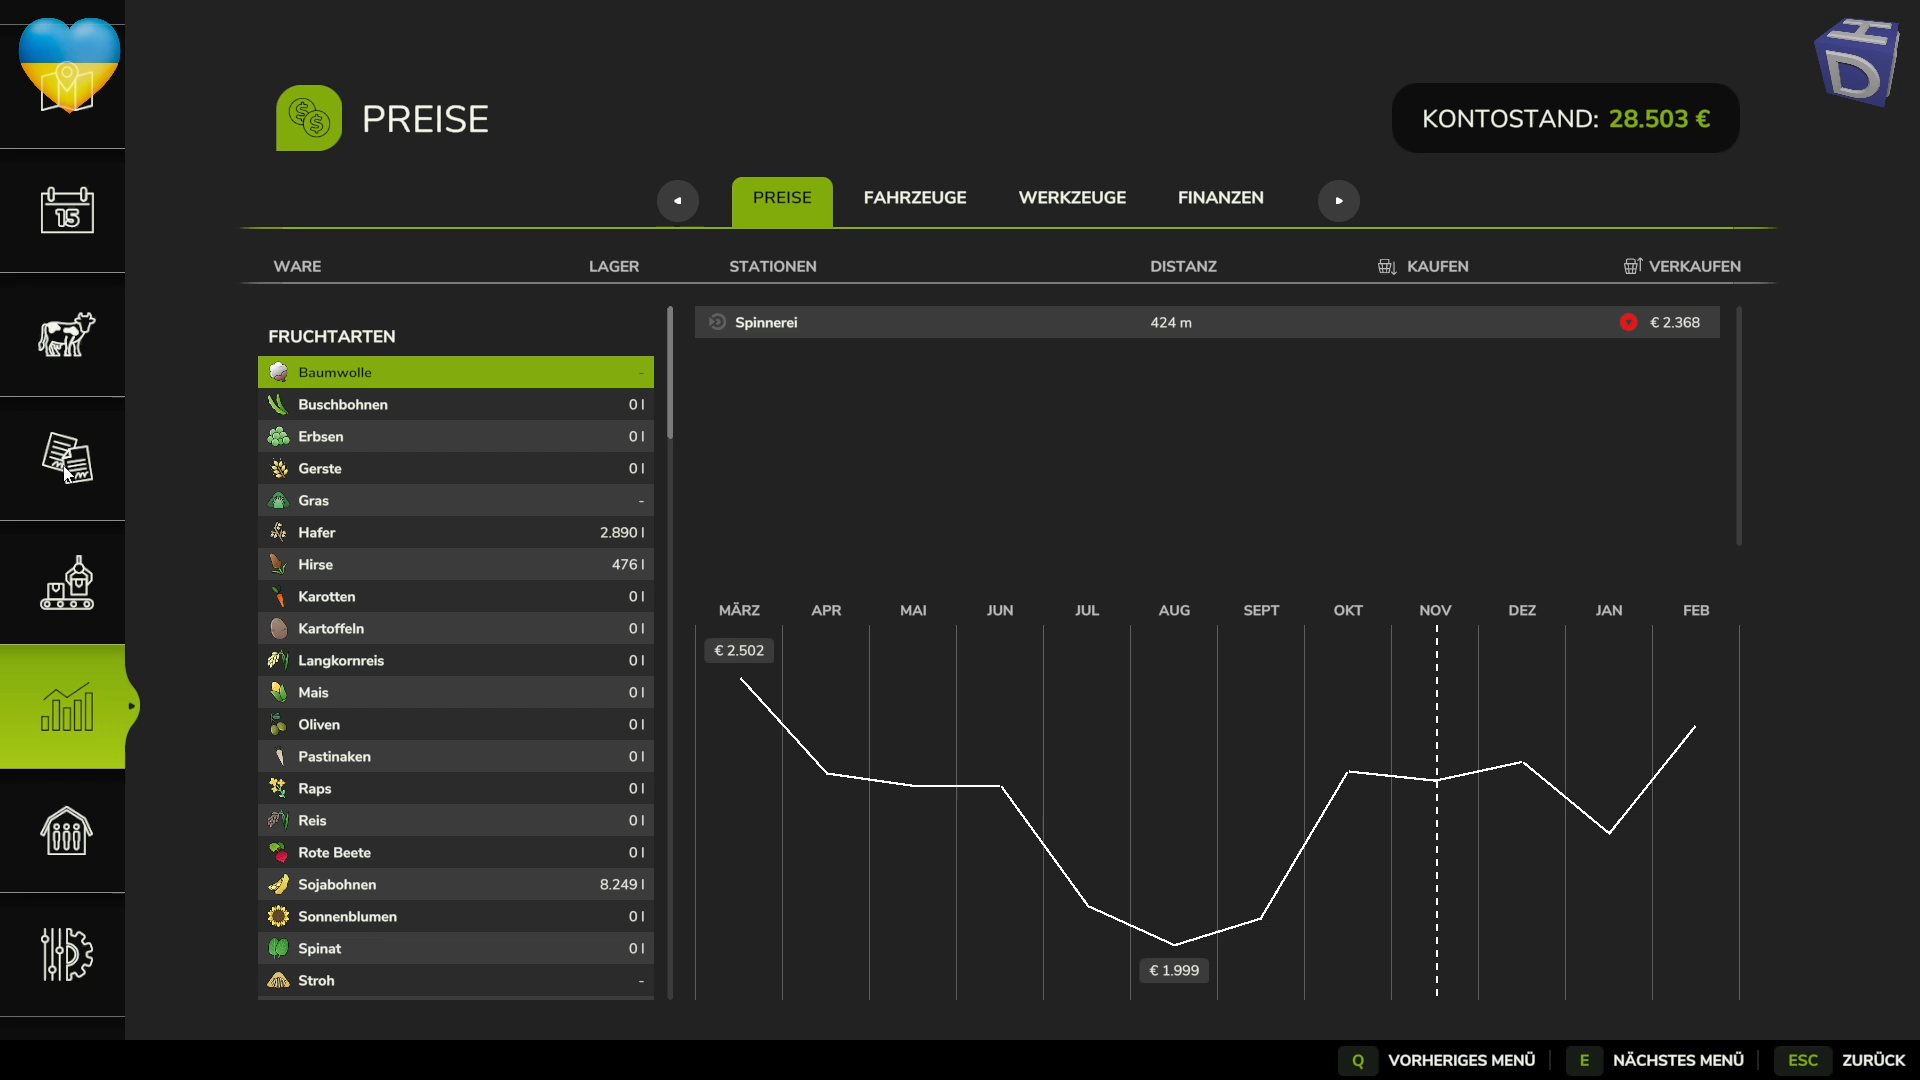 PREISE
KONTOSTAND: 28.503 €
PREISE FAHRZEUGE WERKZEUGE FINANZEN
WARE LAGER STATIONEN DISTANZ KAUFEN VERKAUFEN
FRUCHTARTEN
Spinnerei 424 m € 2.368
Baumwolle -
Buschbohnen 0 l
Erbsen 0 l
Gerste 0 l
Gras -
Hafer 2.890 l
Hirse 476 l
Karotten 0 l
Kartoffeln 0 l
Langkornreis 0 l
Mais 0 l
Oliven 0 l
Pastinaken 0 l
Raps 0 l
Reis 0 l
Rote Beete 0 l
Sojabohnen 8.249 l
Sonnenblumen 0 l
Spinat 0 l
Stroh -
MÄRZ APR MAI JUN JUL AUG SEPT OKT NOV DEZ JAN FEB
€ 2.502
€ 1.999
15
H
D
Q VORHERIGES MENÜ E NÄCHSTES MENÜ ESC ZURÜCK